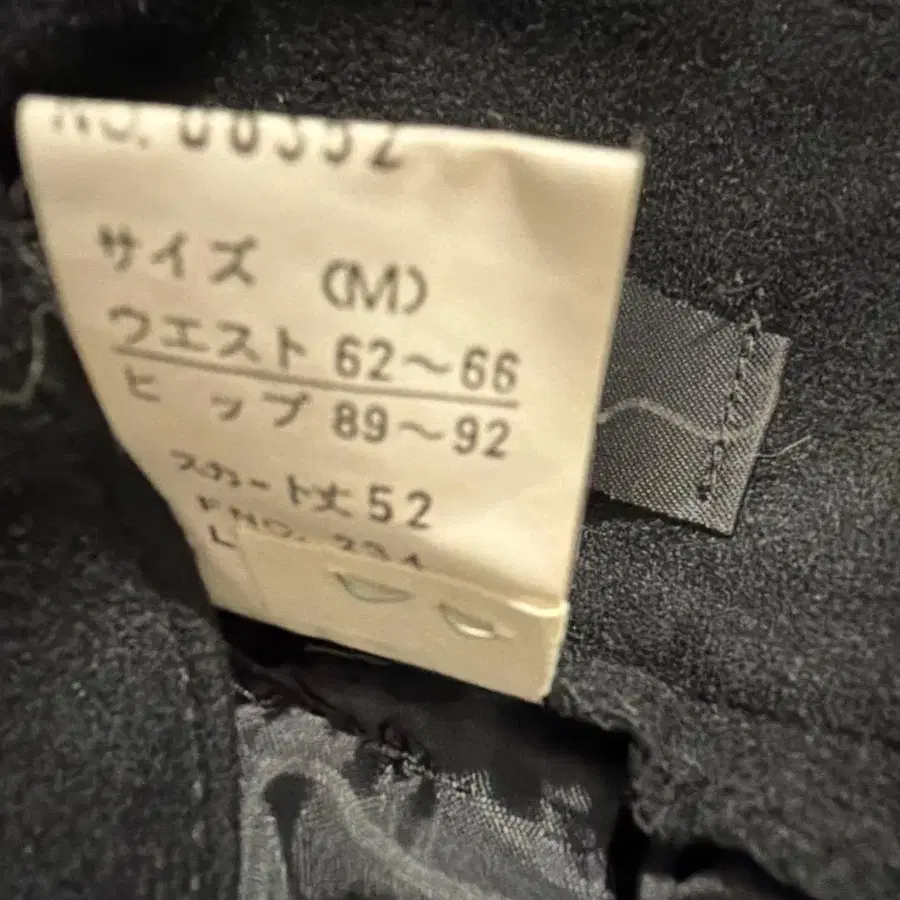 サイズ (M)
ウエスト 62～66
ヒップ 89～92
スカート丈52